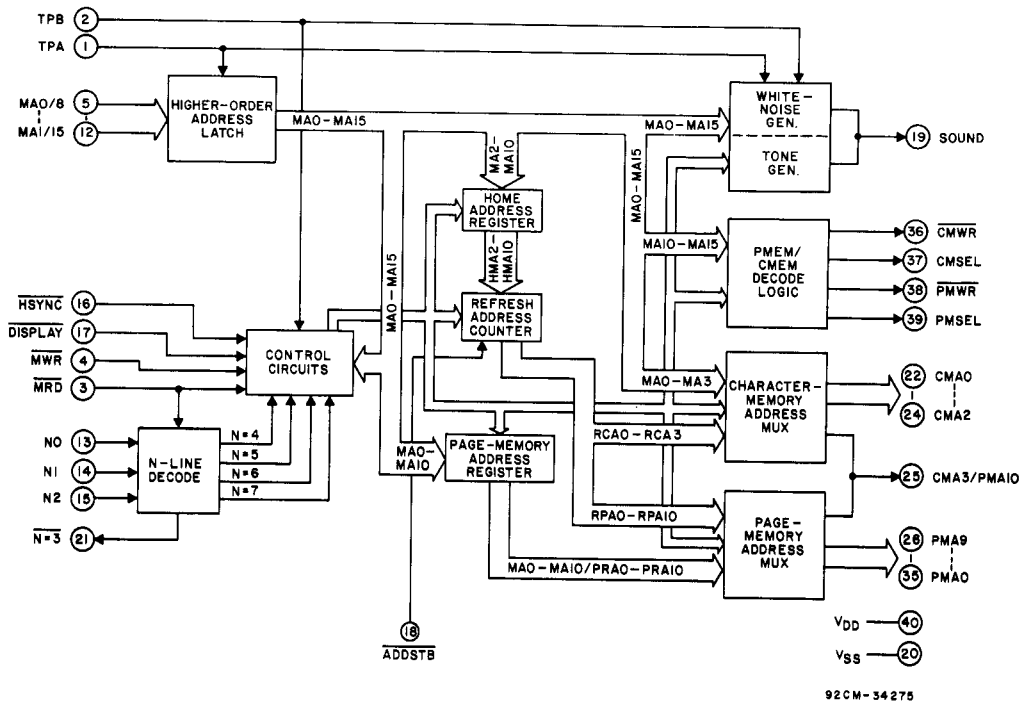 TPB 2
TPA 1
MA0/8 5
MA1/15 12
HIGHER-ORDER
ADDRESS
LATCH
MA0-MA15
MA2-
MA10
MA0-MA15
MA0-MA15
MA0-MA15
WHITE-
NOISE
GEN.
TONE
GEN.
19 SOUND
HOME
ADDRESS
REGISTER
HMA2-
HMA10
MA10-MA15
PMEM/
CMEM
DECODE
LOGIC
36 CMWR
37 CMSEL
38 PMWR
39 PMSEL
HSYNC 16
DISPLAY 17
MWR 4
MRD 3
CONTROL
CIRCUITS
REFRESH
ADDRESS
COUNTER
MA0-MA3
RCA0-RCA3
CHARACTER-
MEMORY
ADDRESS
MUX
22 CMA0
24 CMA2
25 CMA3/PMA10
N0 13
N1 14
N2 15
N=3 21
N-LINE
DECODE
N=4
N=5
N=6
N=7
MA0-
MA10
PAGE-MEMORY
ADDRESS
REGISTER
RPA0-RPA10
MA0-MA10/PRA0-PRA10
PAGE-
MEMORY
ADDRESS
MUX
26 PMA9
35 PMA0
18
ADDSTB
VDD 40
VSS 20
92CM-34275